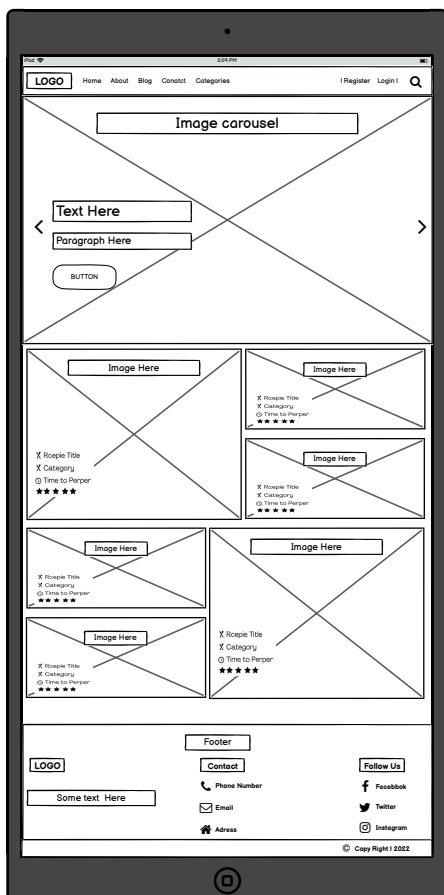 iPad
2:09 PM
LOGO Home About Blog Conatct Categories I Register Login I
Image carousel
Text Here
Paragraph Here
BUTTON
Image Here
Rcepie Title
Category
Time to Perper
Image Here
Rcepie Title
Category
Time to Perper
Image Here
Rcepie Title
Category
Time to Perper
Image Here
Rcepie Title
Category
Time to Perper
Image Here
Rcepie Title
Category
Time to Perper
Image Here
Rcepie Title
Category
Time to Perper
Footer
LOGO
Some text Here
Contact
Phone Number
Email
Adress
Follow Us
Facebbok
Twitter
Instagram
© Copy Right I 2022